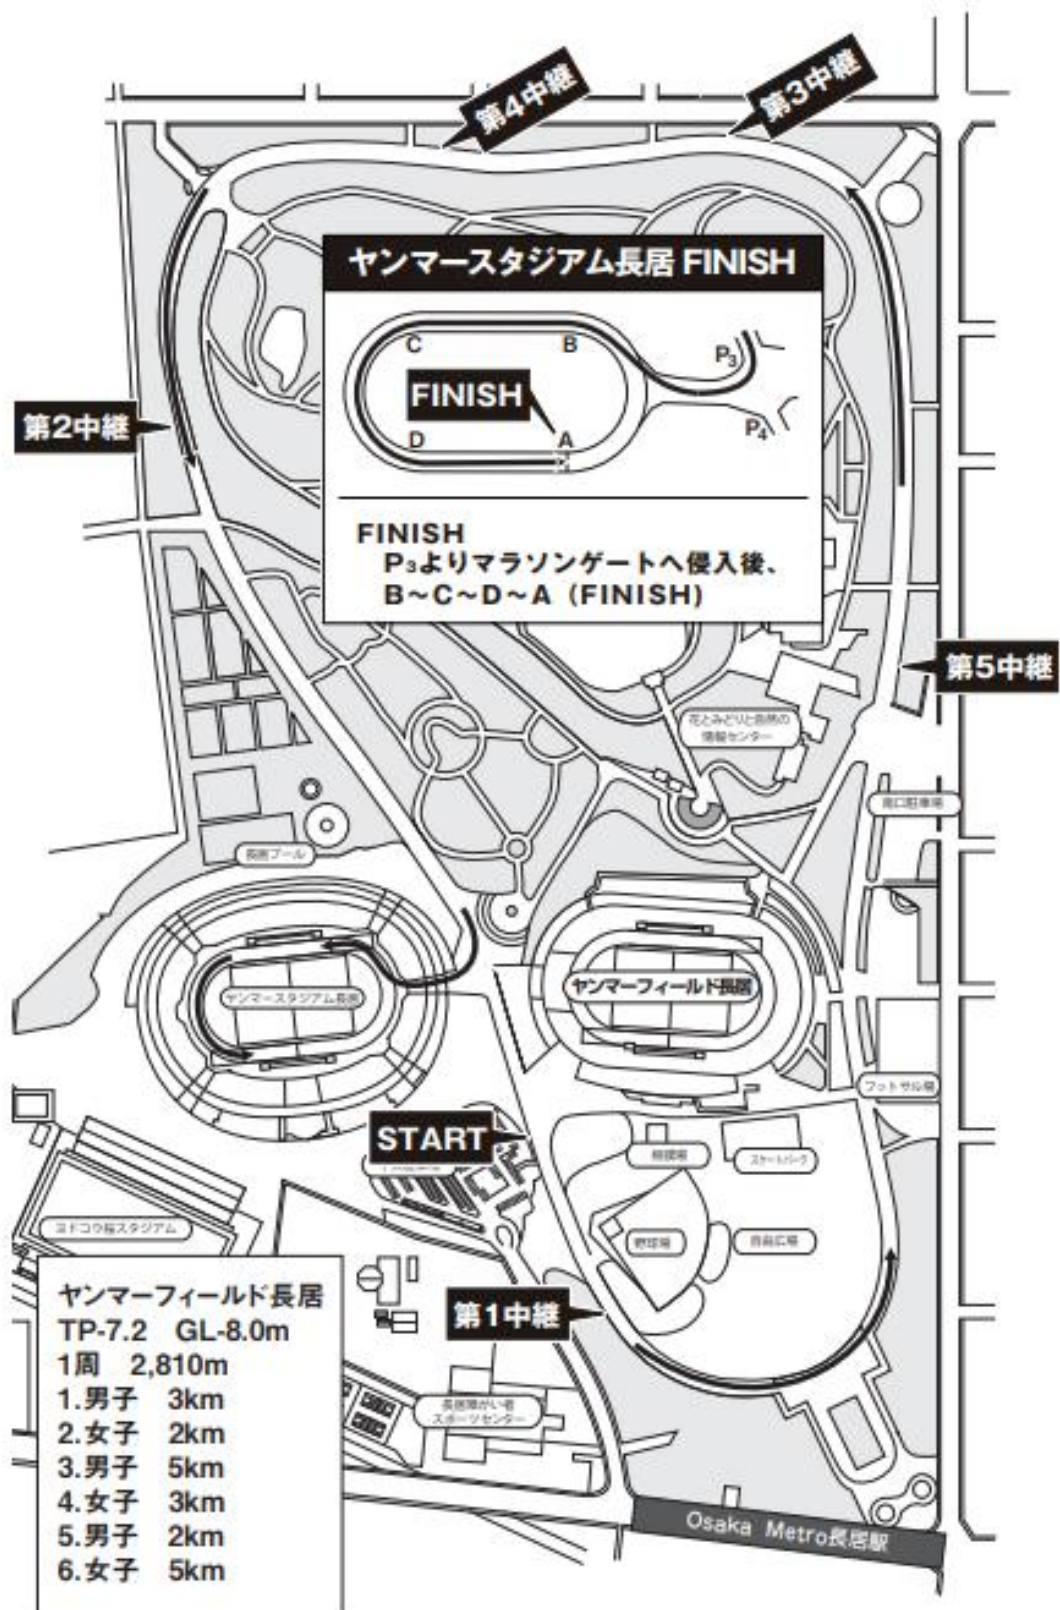 第4中継
第3中継
ヤンマースタジアム長居 FINISH
C
B
P3
FINISH
D
A
P4
FINISH
P3よりマラソンゲートへ侵入後、
B～C～D～A（FINISH)
第2中継
第5中継
花とみどりと自然の
情報センター
南口駐車場
長居プール
ヤンマースタジアム長居
ヤンマーフィールド長居
フットサル場
START
相撲場
スケートパーク
ヨドコウ桜スタジアム
野球場
自由広場
第1中継
ヤンマーフィールド長居
TP-7.2 GL-8.0m
1周 2,810m
1.男子 3km
2.女子 2km
3.男子 5km
4.女子 3km
5.男子 2km
6.女子 5km
長居障がい者
スポーツセンター
Osaka Metro長居駅